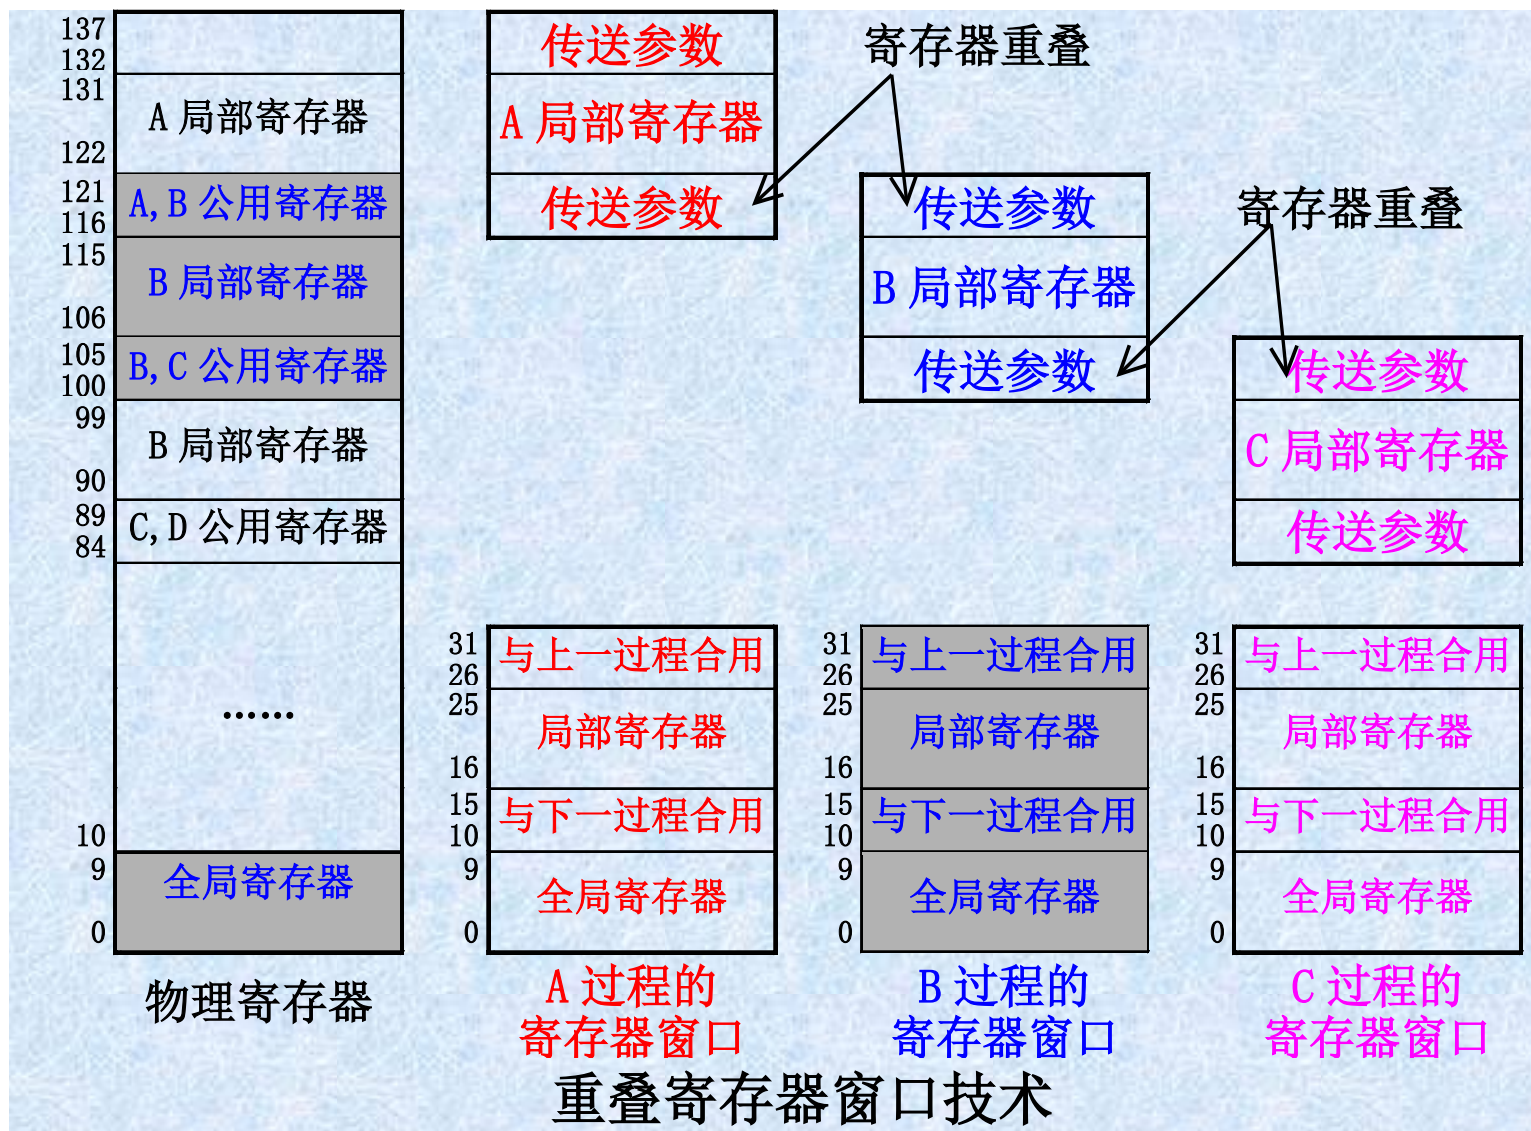 137
132
131
A 局部寄存器
122
121
A,B 公用寄存器
116
115
B 局部寄存器
106
105
B,C 公用寄存器
100
99
B 局部寄存器
90
89
C,D 公用寄存器
84
……
10
9
全局寄存器
0
物理寄存器
传送参数
A 局部寄存器
传送参数
寄存器重叠
传送参数
B 局部寄存器
传送参数
寄存器重叠
传送参数
C 局部寄存器
传送参数
31
与上一过程合用
26
25
局部寄存器
16
15
与下一过程合用
10
9
全局寄存器
0
A 过程的
寄存器窗口
31
与上一过程合用
26
25
局部寄存器
16
15
与下一过程合用
10
9
全局寄存器
0
B 过程的
寄存器窗口
31
与上一过程合用
26
25
局部寄存器
16
15
与下一过程合用
10
9
全局寄存器
0
C 过程的
寄存器窗口
重叠寄存器窗口技术